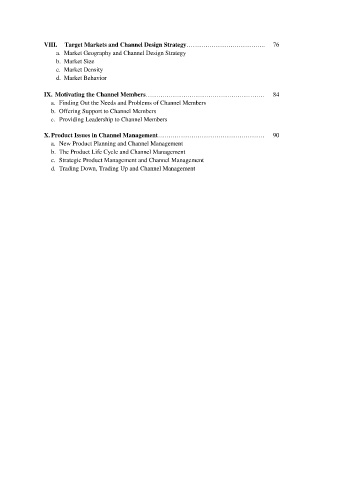 VIII. Target Markets and Channel Design Strategy........................................ 76
a. Market Geography and Channel Design Strategy
b. Market Size
c. Market Density
d. Market Behavior
IX. Motivating the Channel Members............................................................ 84
a. Finding Out the Needs and Problems of Channel Members
b. Offering Support to Channel Members
c. Providing Leadership to Channel Members
X. Product Issues in Channel Management...................................................... 90
a. New Product Planning and Channel Management
b. The Product Life Cycle and Channel Management
c. Strategic Product Management and Channel Management
d. Trading Down, Trading Up and Channel Management